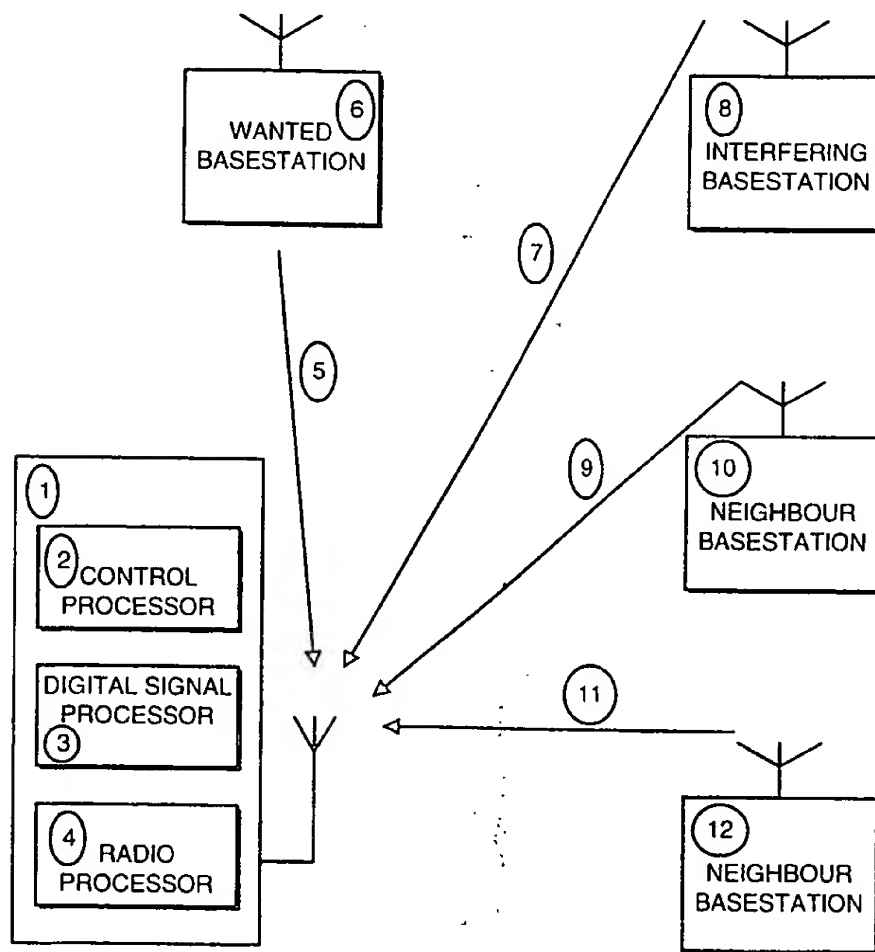 6
WANTED
BASESTATION
8
INTERFERING
BASESTATION
7
5
9
10
NEIGHBOUR
BASESTATION
1
2
CONTROL
PROCESSOR
DIGITAL SIGNAL
PROCESSOR
3
4
RADIO
PROCESSOR
11
12
NEIGHBOUR
BASESTATION